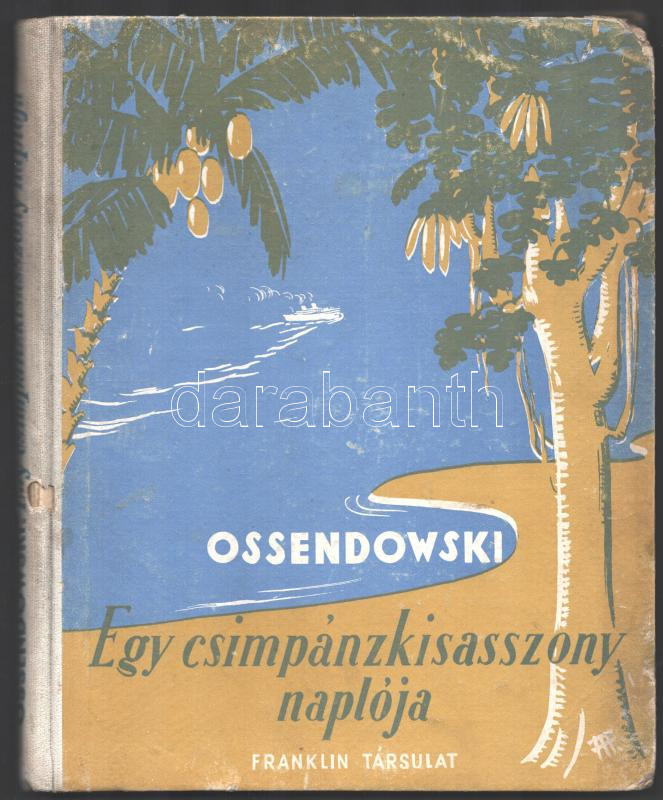 darabanth
OSSENDOWSKI
Egy csimpánzkisasszony
naplója
FRANKLIN TÁRSULAT